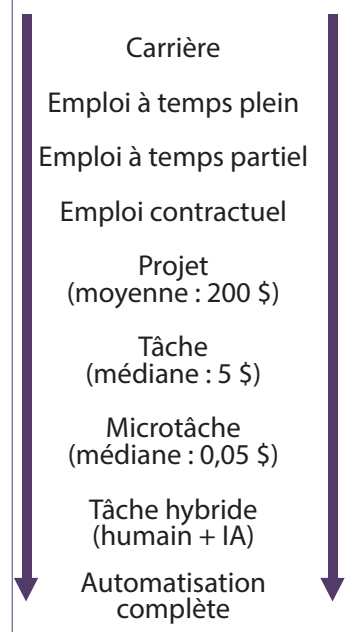 Carrière
Emploi à temps plein
Emploi à temps partiel
Emploi contractuel
Projet
(moyenne : 200 $)
Tâche
(médiane : 5 $)
Microtâche
(médiane : 0,05 $)
Tâche hybride
(humain + IA)
Automatisation
complète